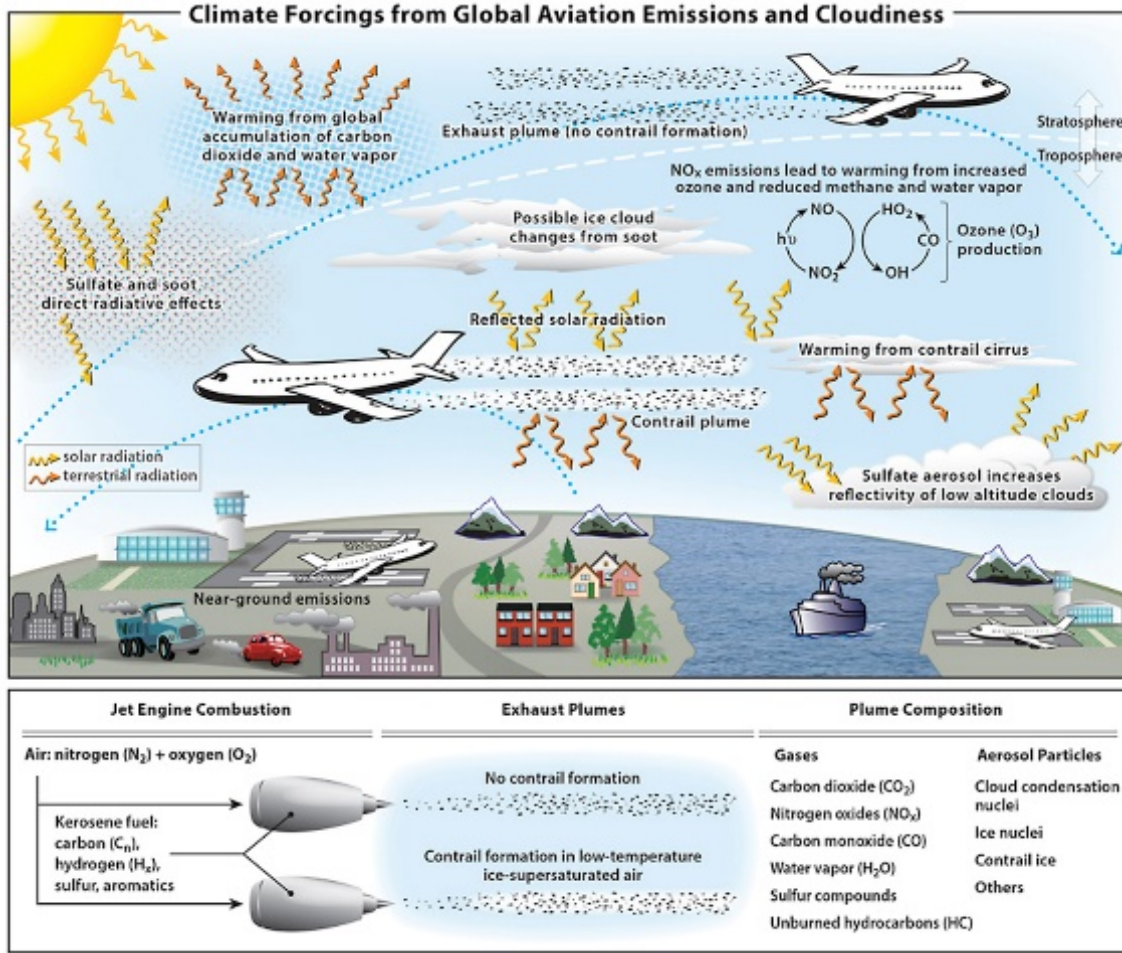 Climate Forcings from Global Aviation Emissions and Cloudiness
Warming from global
accumulation of carbon
dioxide and water vapor
Exhaust plume (no contrail formation)
Stratosphere
Troposphere
NOₓ emissions lead to warming from increased
ozone and reduced methane and water vapor
Possible ice cloud
changes from soot
NO
HO₂
hυ
CO
NO₂
OH
Ozone (O₃)
production
Sulfate and soot
direct radiative effects
Reflected solar radiation
Warming from contrail cirrus
Contrail plume
solar radiation
terrestrial radiation
Sulfate aerosol increases
reflectivity of low altitude clouds
Near-ground emissions
Jet Engine Combustion
Air: nitrogen (N₂) + oxygen (O₂)
Kerosene fuel:
carbon (Cₙ),
hydrogen (Hₓ),
sulfur, aromatics
Exhaust Plumes
No contrail formation
Contrail formation in low-temperature
ice-supersaturated air
Plume Composition
Gases
Carbon dioxide (CO₂)
Nitrogen oxides (NOₓ)
Carbon monoxide (CO)
Water vapor (H₂O)
Sulfur compounds
Unburned hydrocarbons (HC)
Aerosol Particles
Cloud condensation
nuclei
Ice nuclei
Contrail ice
Others